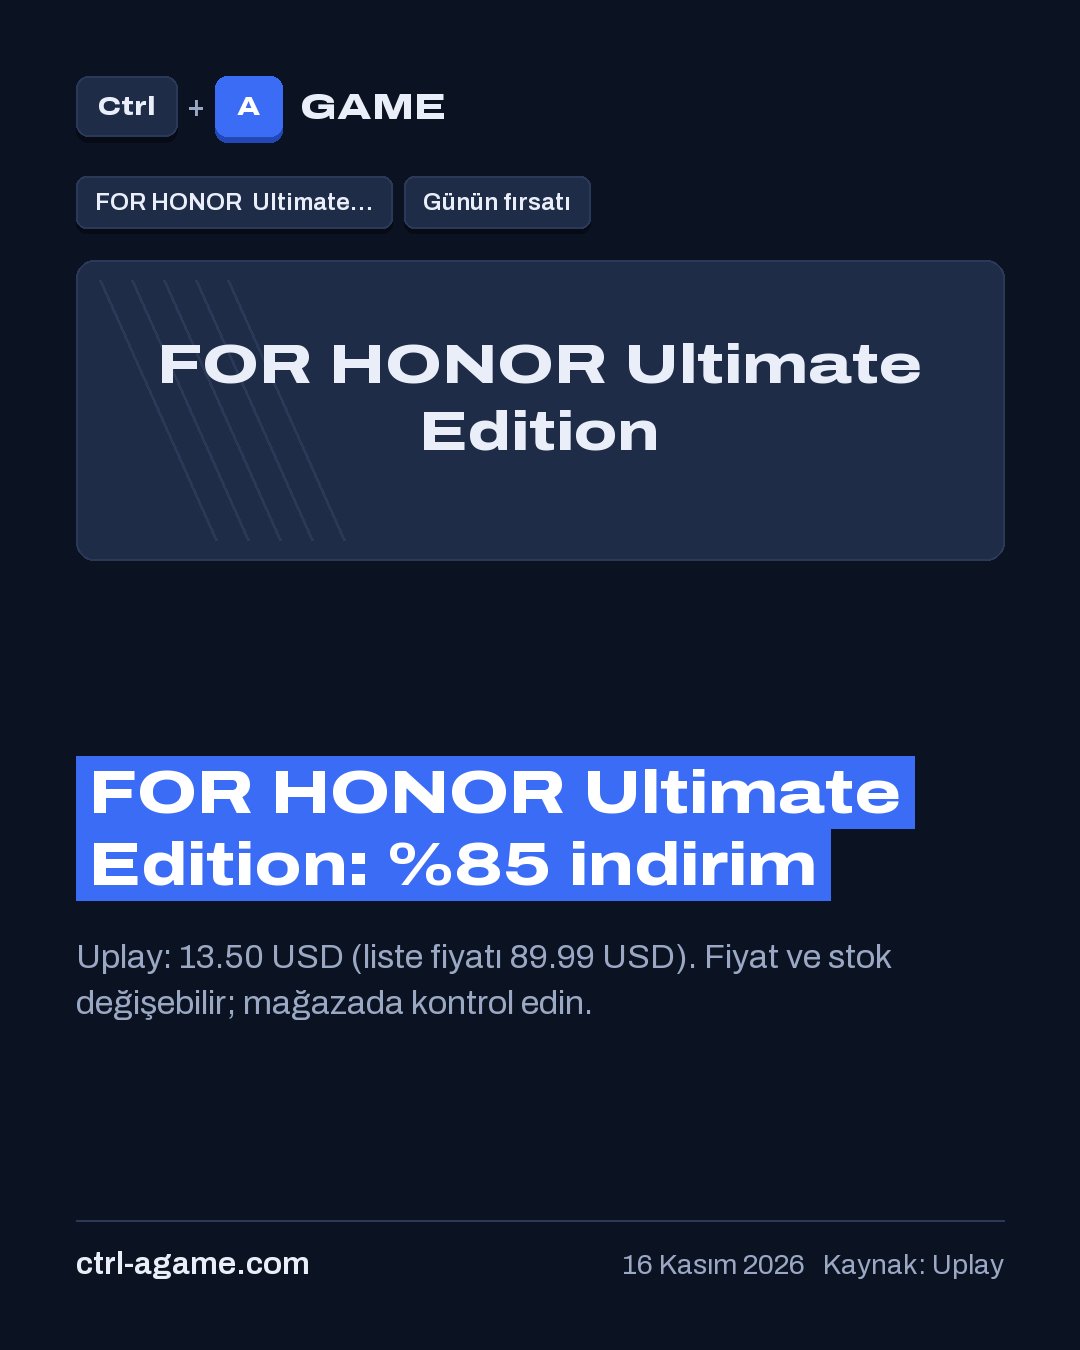 Ctrl + A GAME
FOR HONOR Ultimate... Günün fırsatı
FOR HONOR Ultimate
Edition
FOR HONOR Ultimate
Edition: %85 indirim
Uplay: 13.50 USD (liste fiyatı 89.99 USD). Fiyat ve stok
değişebilir; mağazada kontrol edin.
ctrl-agame.com 16 Kasım 2026 Kaynak: Uplay